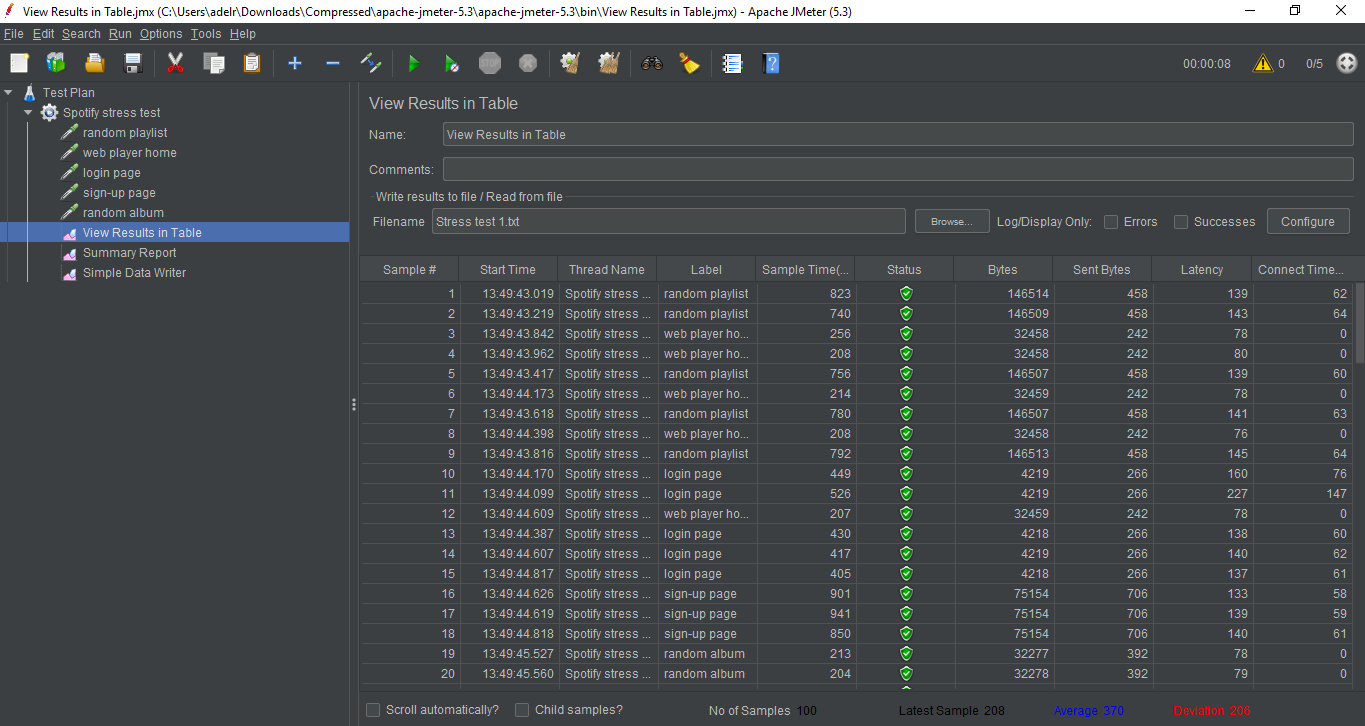 View Results in Table.jmx (C:\Users\adelr\Downloads\Compressed\apache-jmeter-5.3\apache-jmeter-5.3\bin\View Results in Table.jmx) - Apache JMeter (5.3)
File Edit Search Run Options Tools Help
STOP 00:00:08 0 0/5
Test Plan
Spotify stress test
random playlist
web player home
login page
sign-up page
random album
View Results in Table
Summary Report
Simple Data Writer
View Results in Table
Name: View Results in Table
Comments:
Write results to file / Read from file
Filename Stress test 1.txt Browse... Log/Display Only: Errors Successes Configure
Sample # Start Time Thread Name Label Sample Time(... Status Bytes Sent Bytes Latency Connect Time...
1 13:49:43.019 Spotify stress ... random playlist 823 146514 458 139 62
2 13:49:43.219 Spotify stress ... random playlist 740 146509 458 143 64
3 13:49:43.842 Spotify stress ... web player ho... 256 32458 242 78 0
4 13:49:43.962 Spotify stress ... web player ho... 208 32458 242 80 0
5 13:49:43.417 Spotify stress ... random playlist 756 146507 458 139 60
6 13:49:44.173 Spotify stress ... web player ho... 214 32459 242 78 0
7 13:49:43.618 Spotify stress ... random playlist 780 146507 458 141 63
8 13:49:44.398 Spotify stress ... web player ho... 208 32458 242 76 0
9 13:49:43.816 Spotify stress ... random playlist 792 146513 458 145 64
10 13:49:44.170 Spotify stress ... login page 449 4219 266 160 76
11 13:49:44.099 Spotify stress ... login page 526 4219 266 227 147
12 13:49:44.609 Spotify stress ... web player ho... 207 32459 242 78 0
13 13:49:44.387 Spotify stress ... login page 430 4218 266 138 60
14 13:49:44.607 Spotify stress ... login page 417 4219 266 140 62
15 13:49:44.817 Spotify stress ... login page 405 4218 266 137 61
16 13:49:44.626 Spotify stress ... sign-up page 901 75154 706 133 58
17 13:49:44.619 Spotify stress ... sign-up page 941 75154 706 139 59
18 13:49:44.818 Spotify stress ... sign-up page 850 75154 706 140 61
19 13:49:45.527 Spotify stress ... random album 213 32277 392 78 0
20 13:49:45.560 Spotify stress ... random album 204 32278 392 79 0
Scroll automatically? Child samples? No of Samples 100 Latest Sample 208 Average 370 Deviation 206